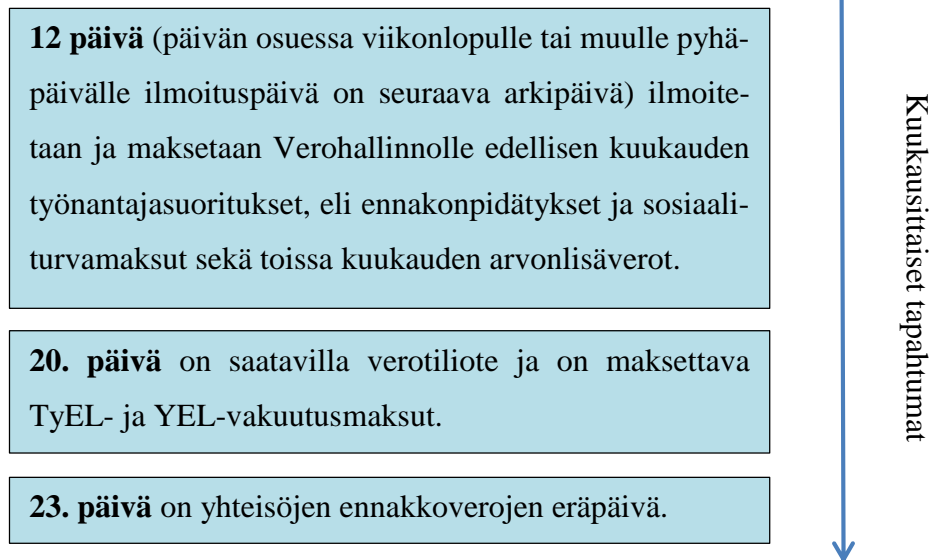 12 päivä (päivän osuessa viikonlopulle tai muulle pyhä-
päivälle ilmoituspäivä on seuraava arkipäivä) ilmoite-
taan ja maksetaan Verohallinnolle edellisen kuukauden
työnantajasuoritukset, eli ennakonpidätykset ja sosiaali-
turvamaksut sekä toissa kuukauden arvonlisäverot.
20. päivä on saatavilla verotiliote ja on maksettava
TyEL- ja YEL-vakuutusmaksut.
23. päivä on yhteisöjen ennakkoverojen eräpäivä.
Kuukausittaiset tapahtumat